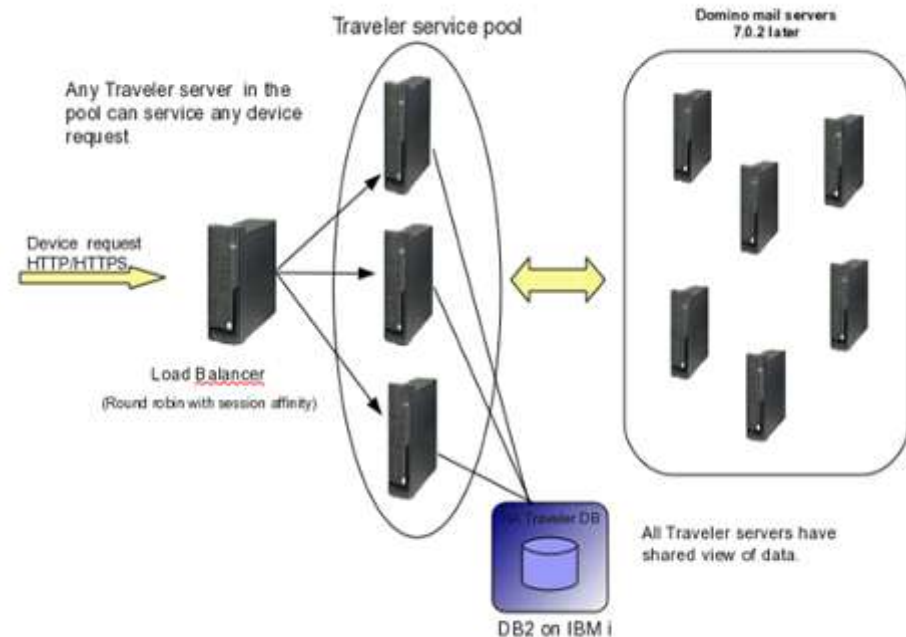 Traveler service pool
Domino mail servers
7.0.2 later
Any Traveler server in the
pool can service any device
request
Device request
HTTP/HTTPS
Load Balancer
(Round robin with session affinity)
Traveler DB
All Traveler servers have
shared view of data.
DB2 on IBM i